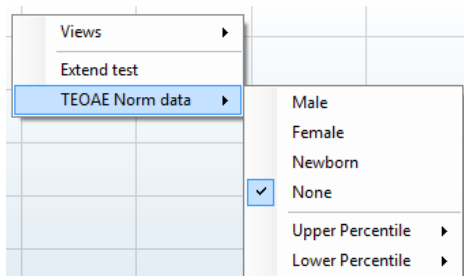 Views
Extend test
TEOAE Norm data
Male
Female
Newborn
None
Upper Percentile
Lower Percentile